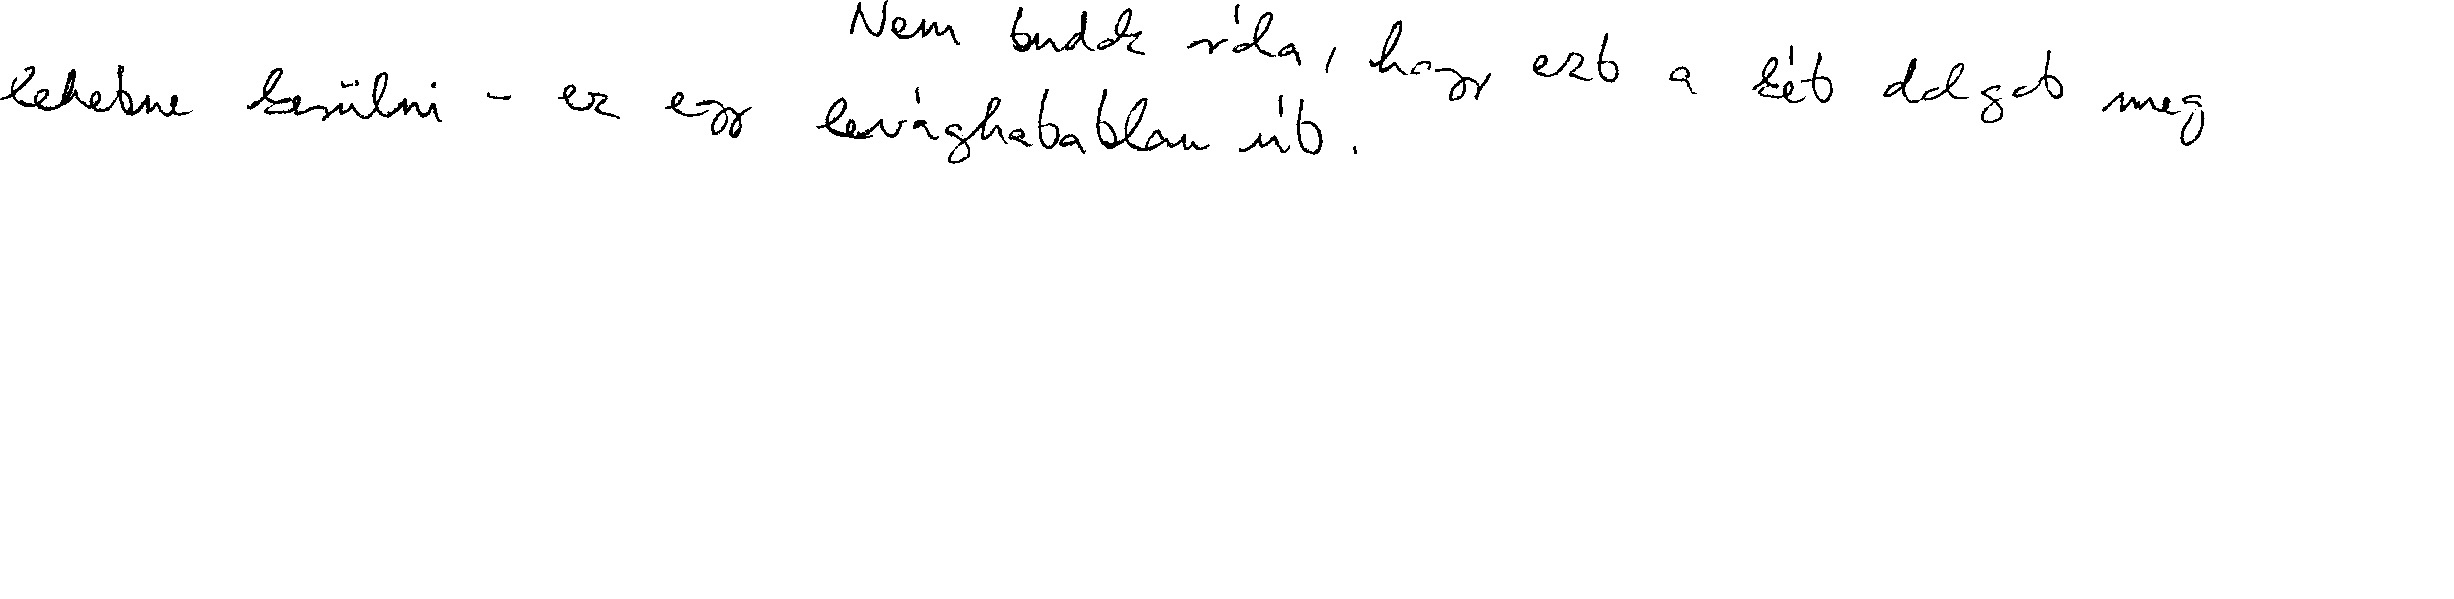 Nem tudok róla, hogy ezt a két dolgot meg
lehetne kerülni - ez egy levághatatlan út.